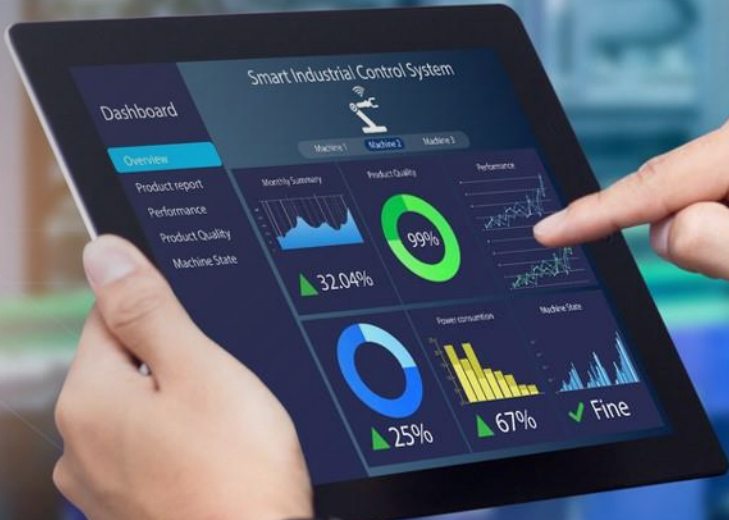 Smart Industrial Control System
Dashboard
Machine 1
Machine 2
Machine 3
Overview
Product report
Performance
Product Quality
Machine State
Monthly Summary
Product Quality
Performance
32.04%
99%
25%
Power consumtion
67%
Machine State
Fine